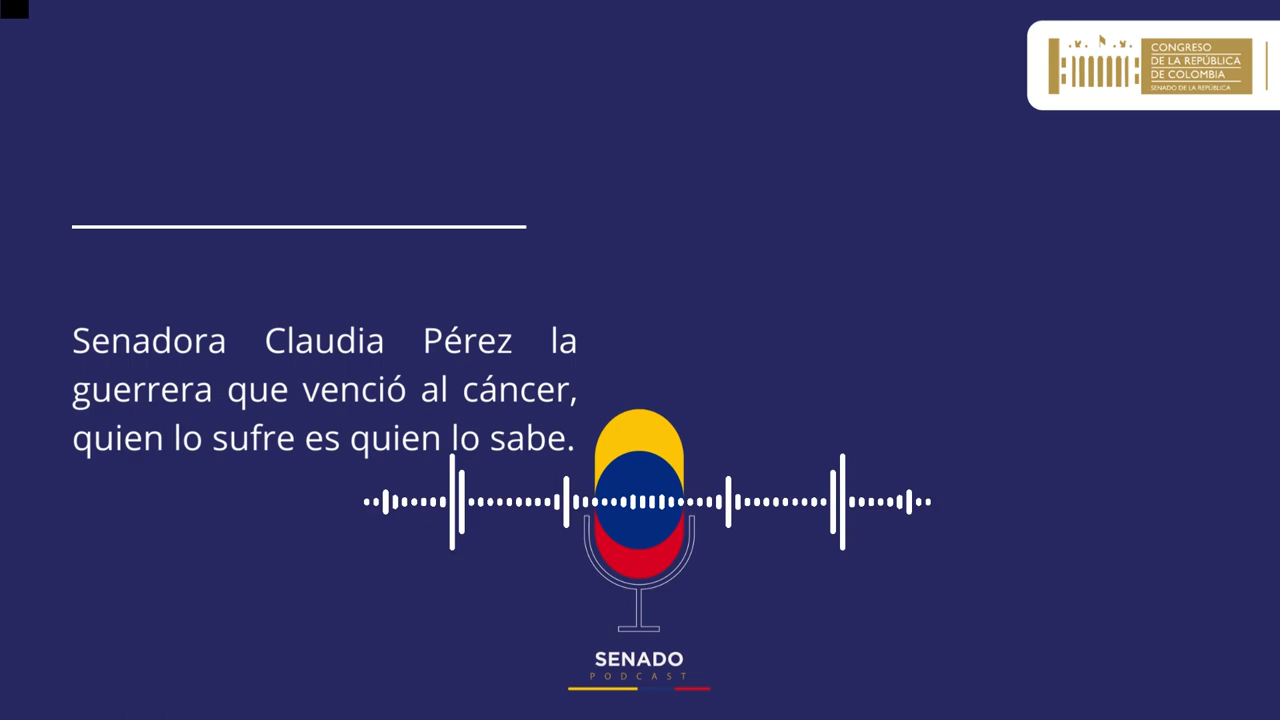 CONGRESO
DE LA REPÚBLICA
DE COLOMBIA
SENADO DE LA REPÚBLICA
Senadora Claudia Pérez la
guerrera que venció al cáncer,
quien lo sufre es quien lo sabe.
SENADO
PODCAST